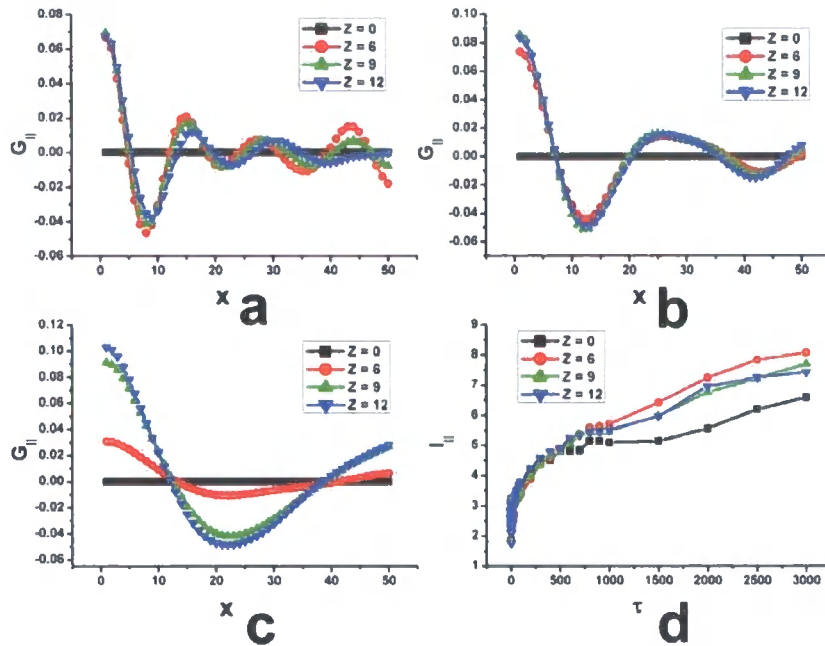 0.08
0.06
0.04
0.02
0.00
-0.02
-0.04
-0.06
G||
0 10 20 30 40 50
x
Z = 0
Z = 6
Z = 9
Z = 12
a
0.10
0.08
0.06
0.04
0.02
0.00
-0.02
-0.04
-0.06
G||
0 10 20 30 40 50
x
Z = 0
Z = 6
Z = 9
Z = 12
b
0.12
0.10
0.08
0.06
0.04
0.02
0.00
-0.02
-0.04
-0.06
G||
0 10 20 30 40 50
x
Z = 0
Z = 6
Z = 9
Z = 12
c
9
8
7
6
5
4
3
2
1
l||
0 500 1000 1500 2000 2500 3000
τ
Z = 0
Z = 6
Z = 9
Z = 12
d